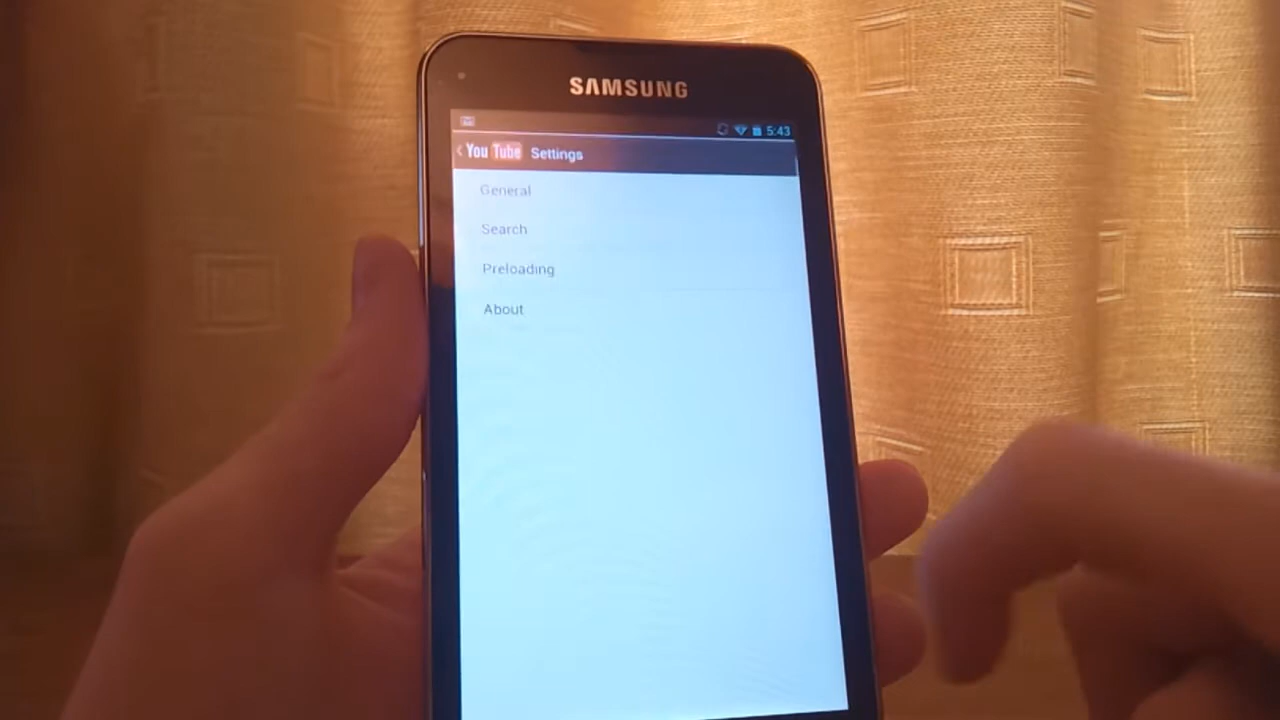 SAMSUNG
5:43
YouTube Settings
General
Search
Preloading
About